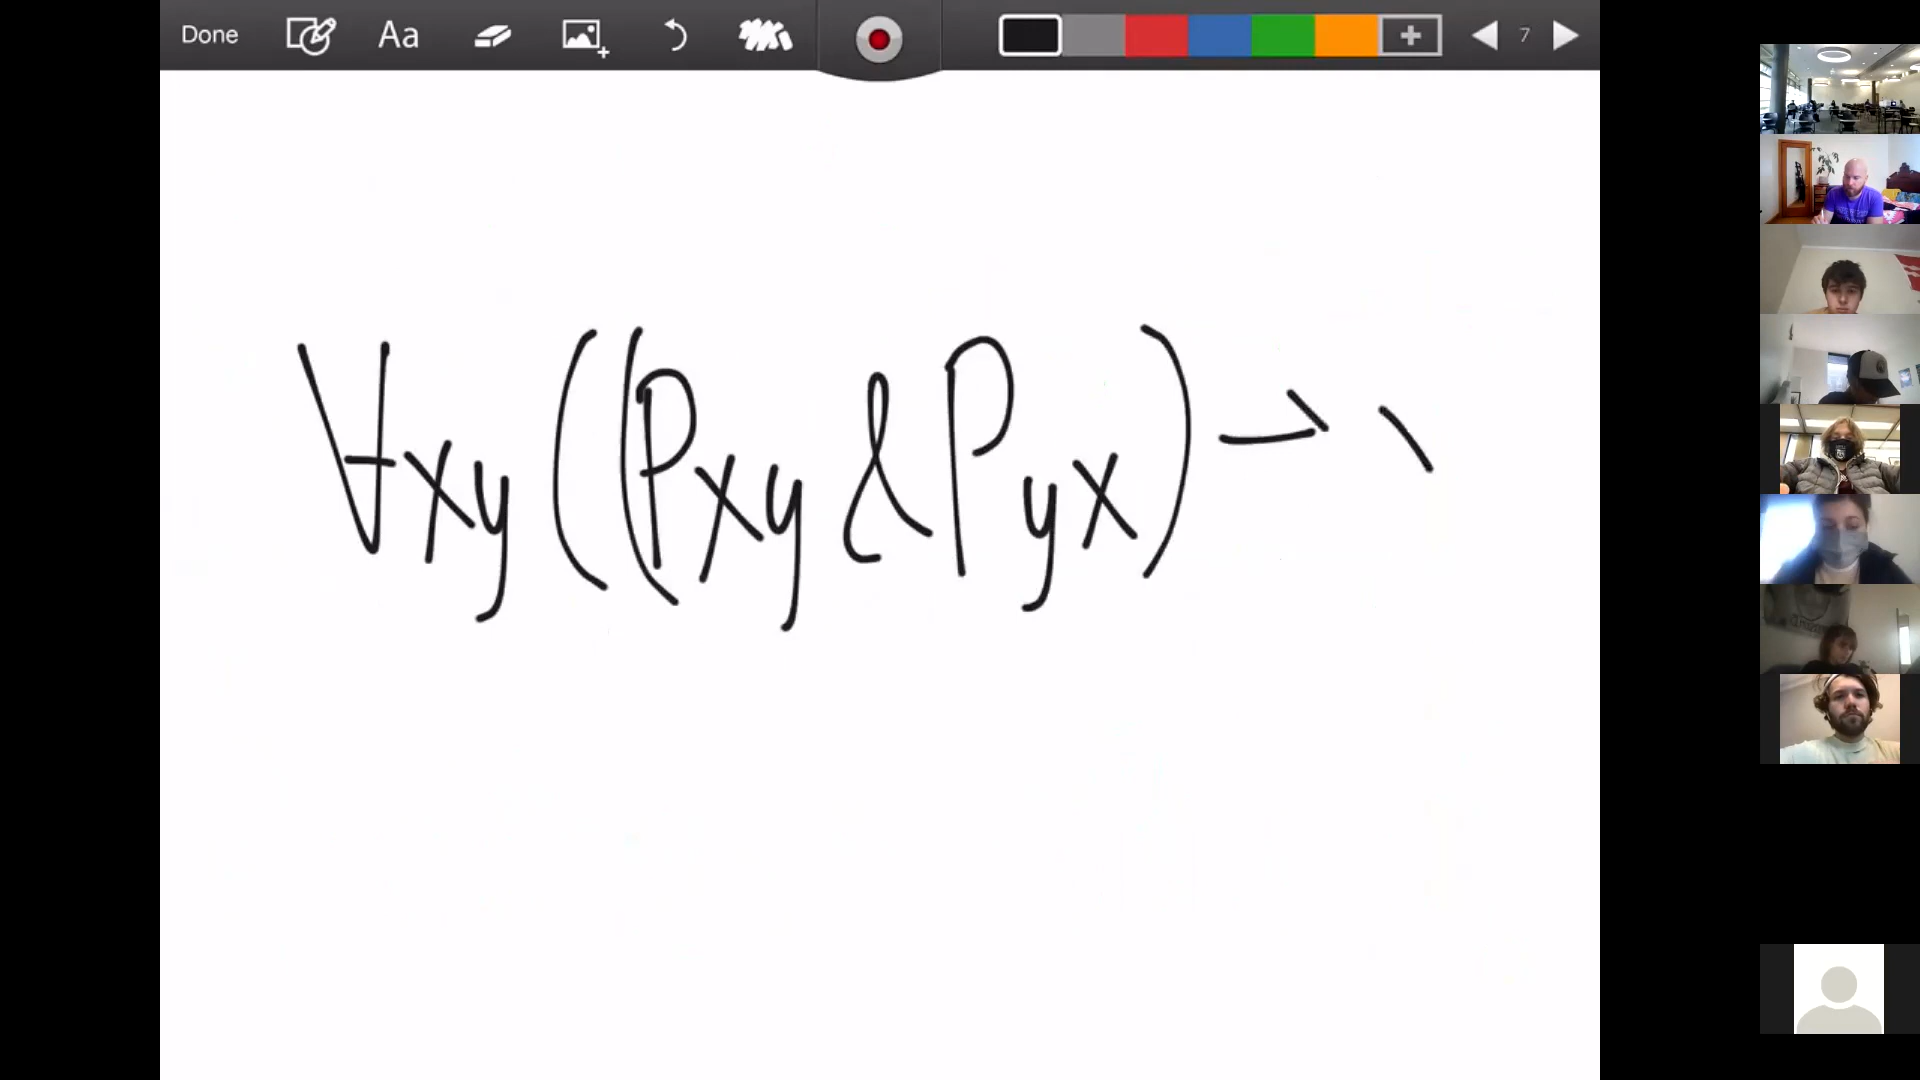 Done Aa 7
∀xy((Pxy & Pyx) → \